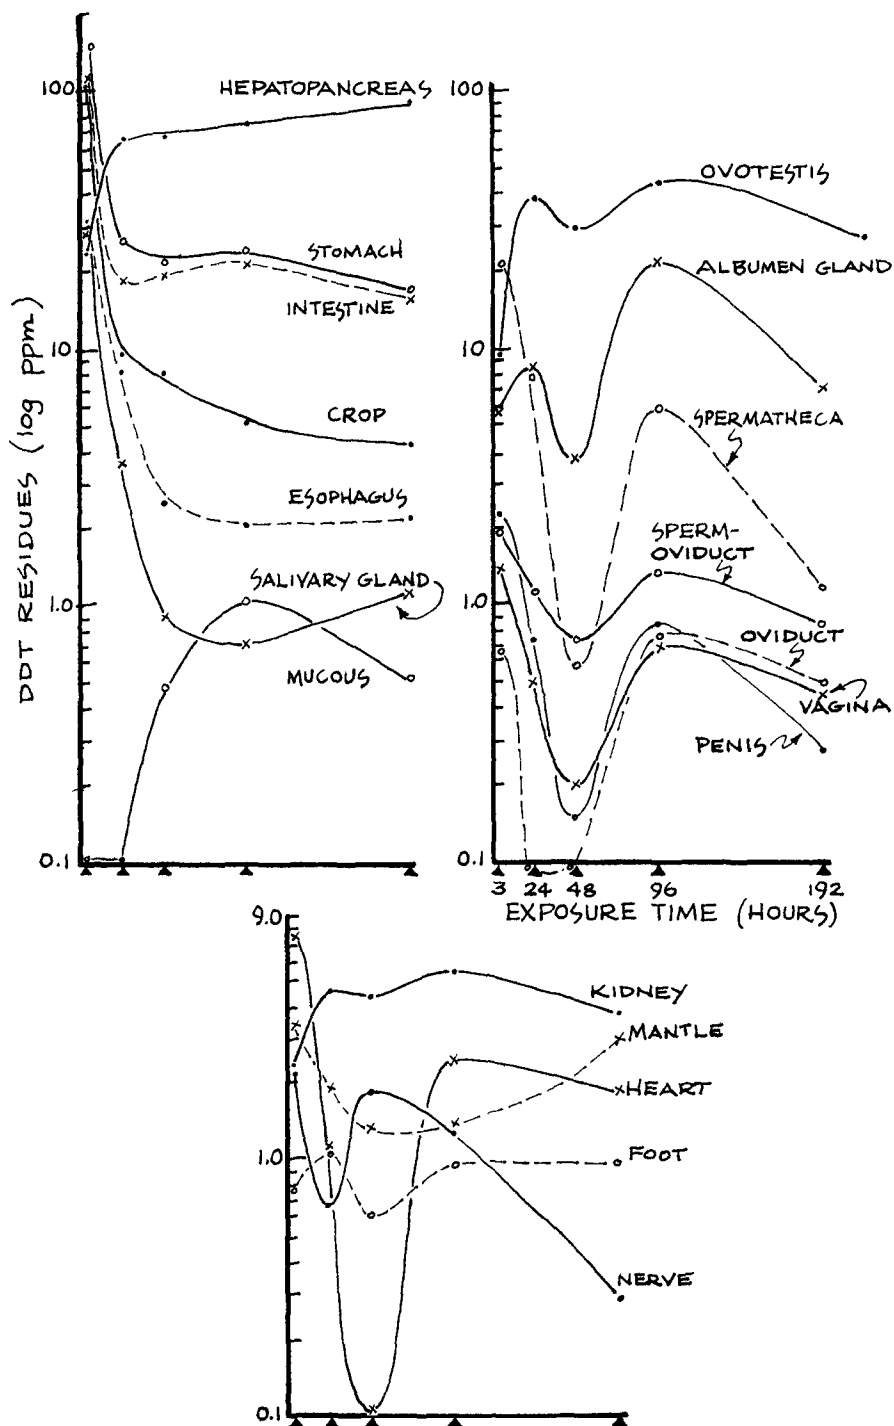 DDT RESIDUES (log ppm)
100
10
1.0
0.1
HEPATOPANCREAS
STOMACH
INTESTINE
CROP
ESOPHAGUS
SALIVARY GLAND
MUCOUS
100
10
1.0
0.1
OVOTESTIS
ALBUMEN GLAND
SPERMATHECA
SPERM-
OVIDUCT
OVIDUCT
VAGINA
PENIS
3 24 48 96 192
EXPOSURE TIME (HOURS)
9.0
1.0
0.1
KIDNEY
MANTLE
HEART
FOOT
NERVE